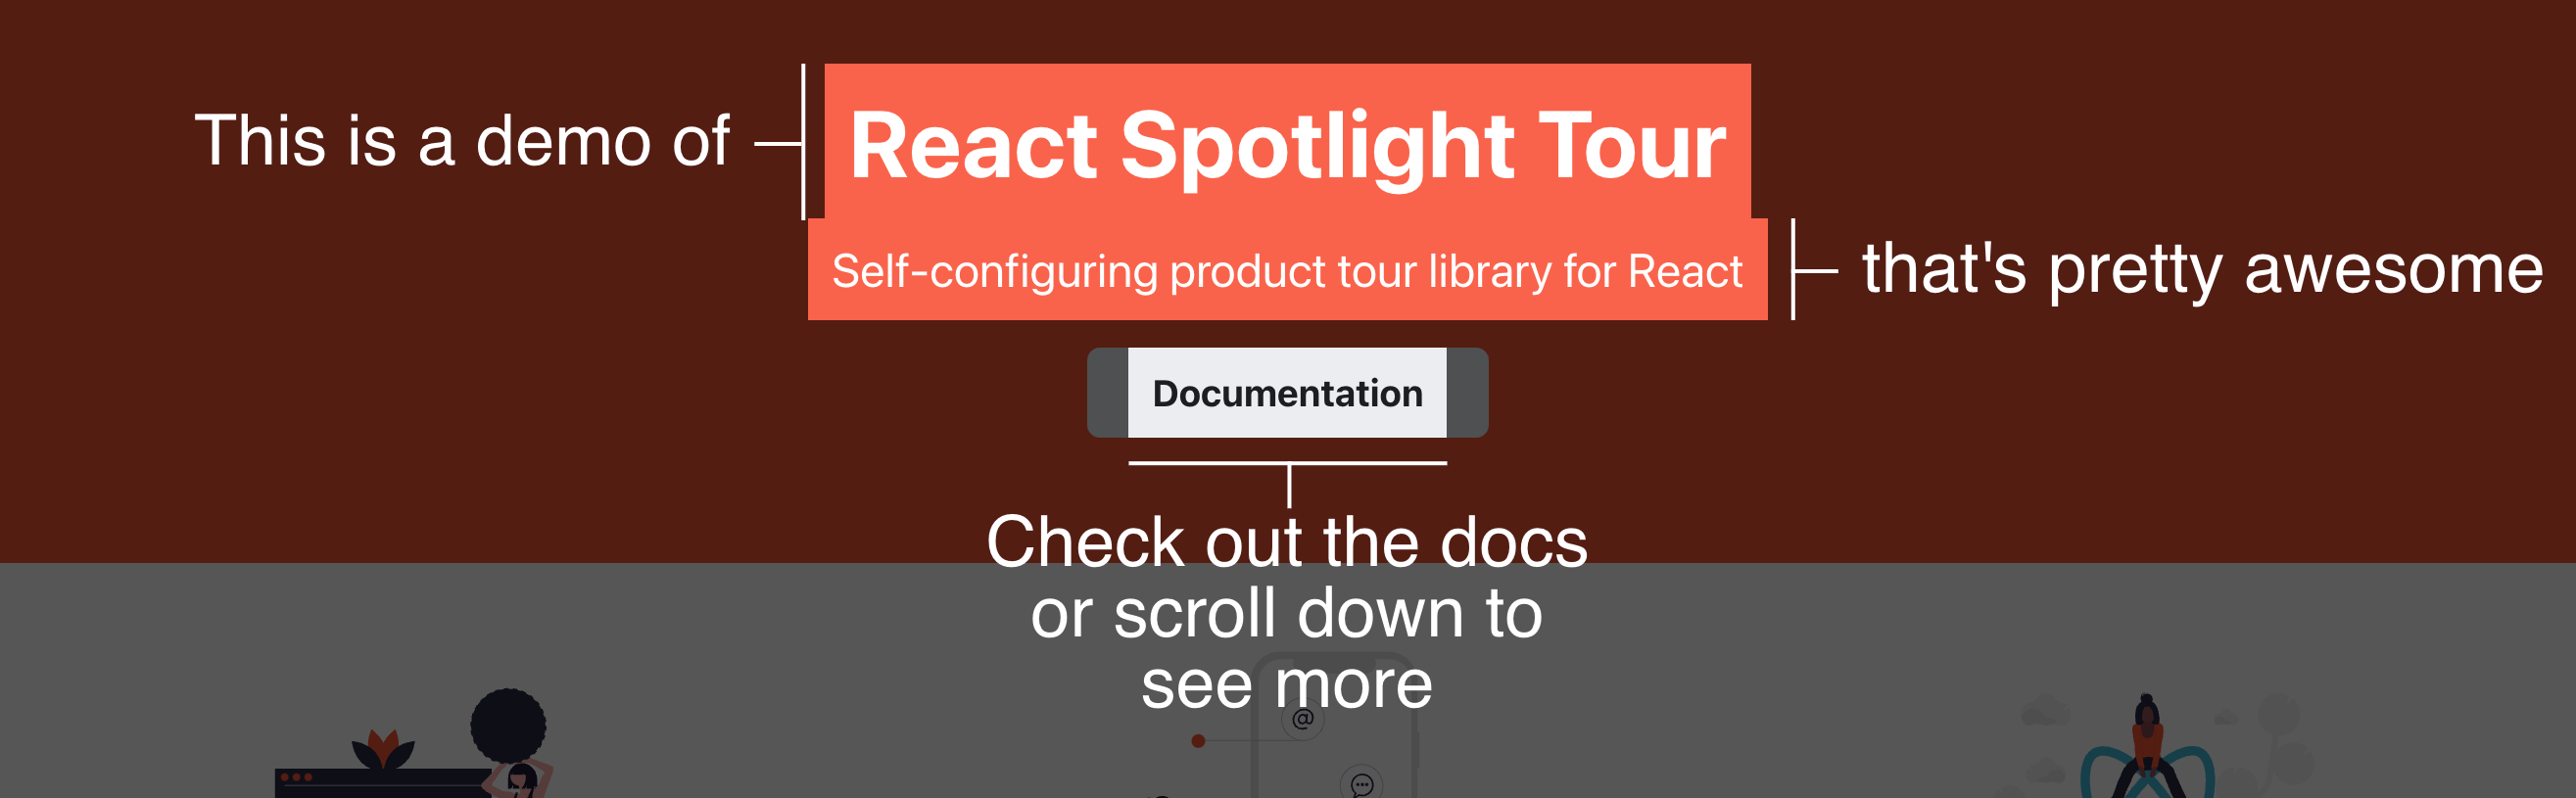 This is a demo of
React Spotlight Tour
Self-configuring product tour library for React
that's pretty awesome
Documentation
Check out the docs
or scroll down to
see more
@